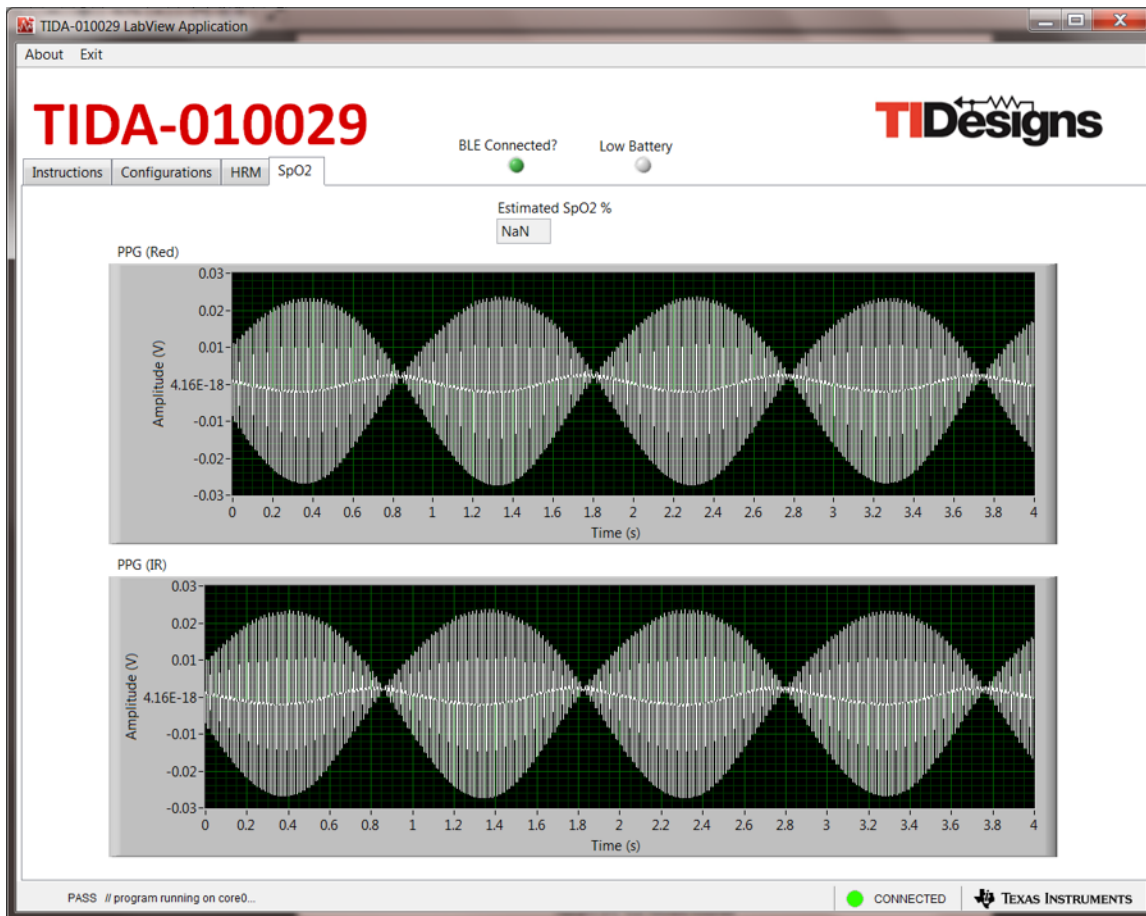 TIDA-010029 LabView Application
About Exit
TIDA-010029
TIDesigns
BLE Connected? Low Battery
Instructions Configurations HRM SpO2
Estimated SpO2 %
NaN
PPG (Red)
0.03
0.02
0.01
4.16E-18
-0.01
-0.02
-0.03
Amplitude (V)
0 0.2 0.4 0.6 0.8 1 1.2 1.4 1.6 1.8 2 2.2 2.4 2.6 2.8 3 3.2 3.4 3.6 3.8 4
Time (s)
PPG (IR)
0.03
0.02
0.01
4.16E-18
-0.01
-0.02
-0.03
Amplitude (V)
0 0.2 0.4 0.6 0.8 1 1.2 1.4 1.6 1.8 2 2.2 2.4 2.6 2.8 3 3.2 3.4 3.6 3.8 4
Time (s)
PASS // program running on core0... CONNECTED TEXAS INSTRUMENTS